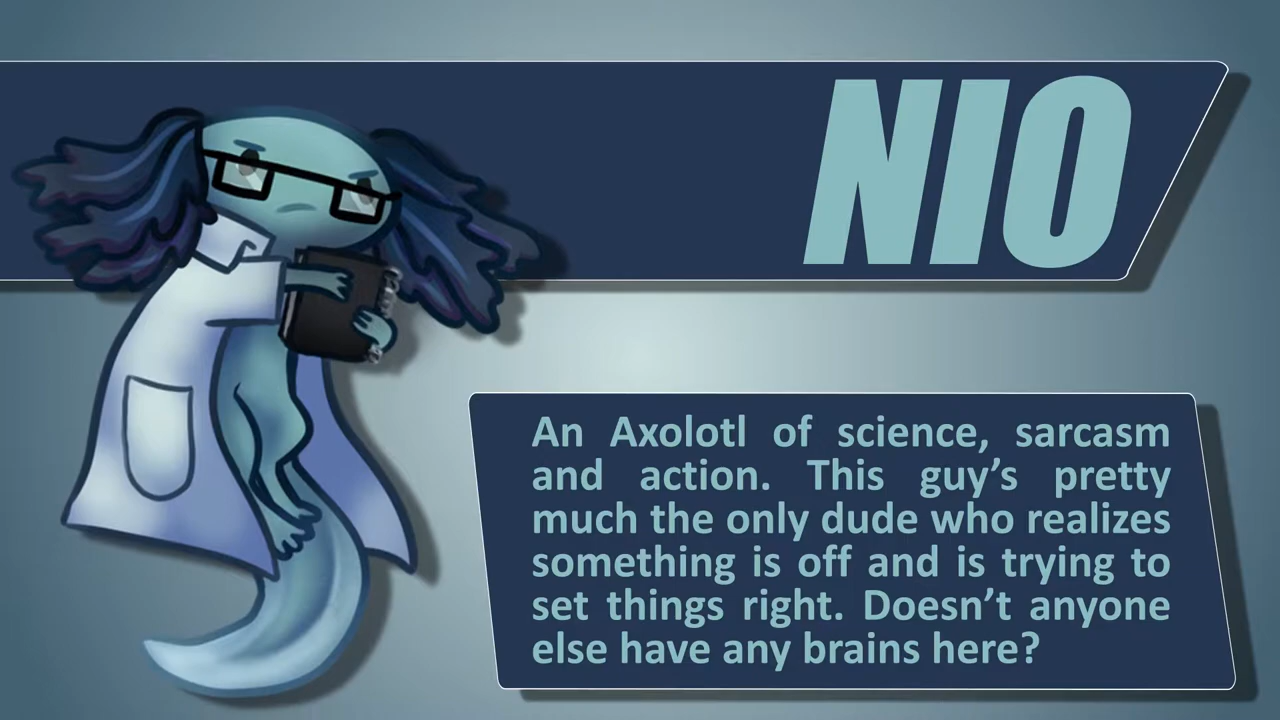 NIO
An Axolotl of science, sarcasm
and action. This guy’s pretty
much the only dude who realizes
something is off and is trying to
set things right. Doesn’t anyone
else have any brains here?